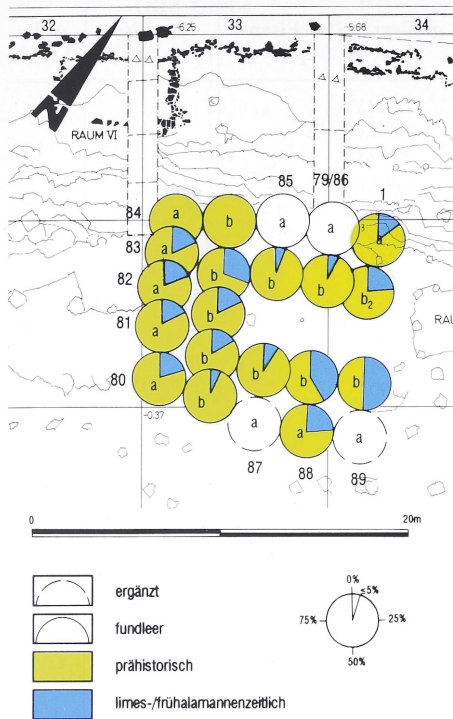 32 33 34
-6.25 -5.68
N
RAUM VI
85 79/86 1
84 a b a a a
83 a
82 a b b b b2
81 a b
RAU
80 a b b b b
b
-0.37 a a a
87 88 89
0 20m
ergänzt
fundleer
prähistorisch
limes-/frühalamannenzeitlich
0%
≤5%
75% 25%
50%